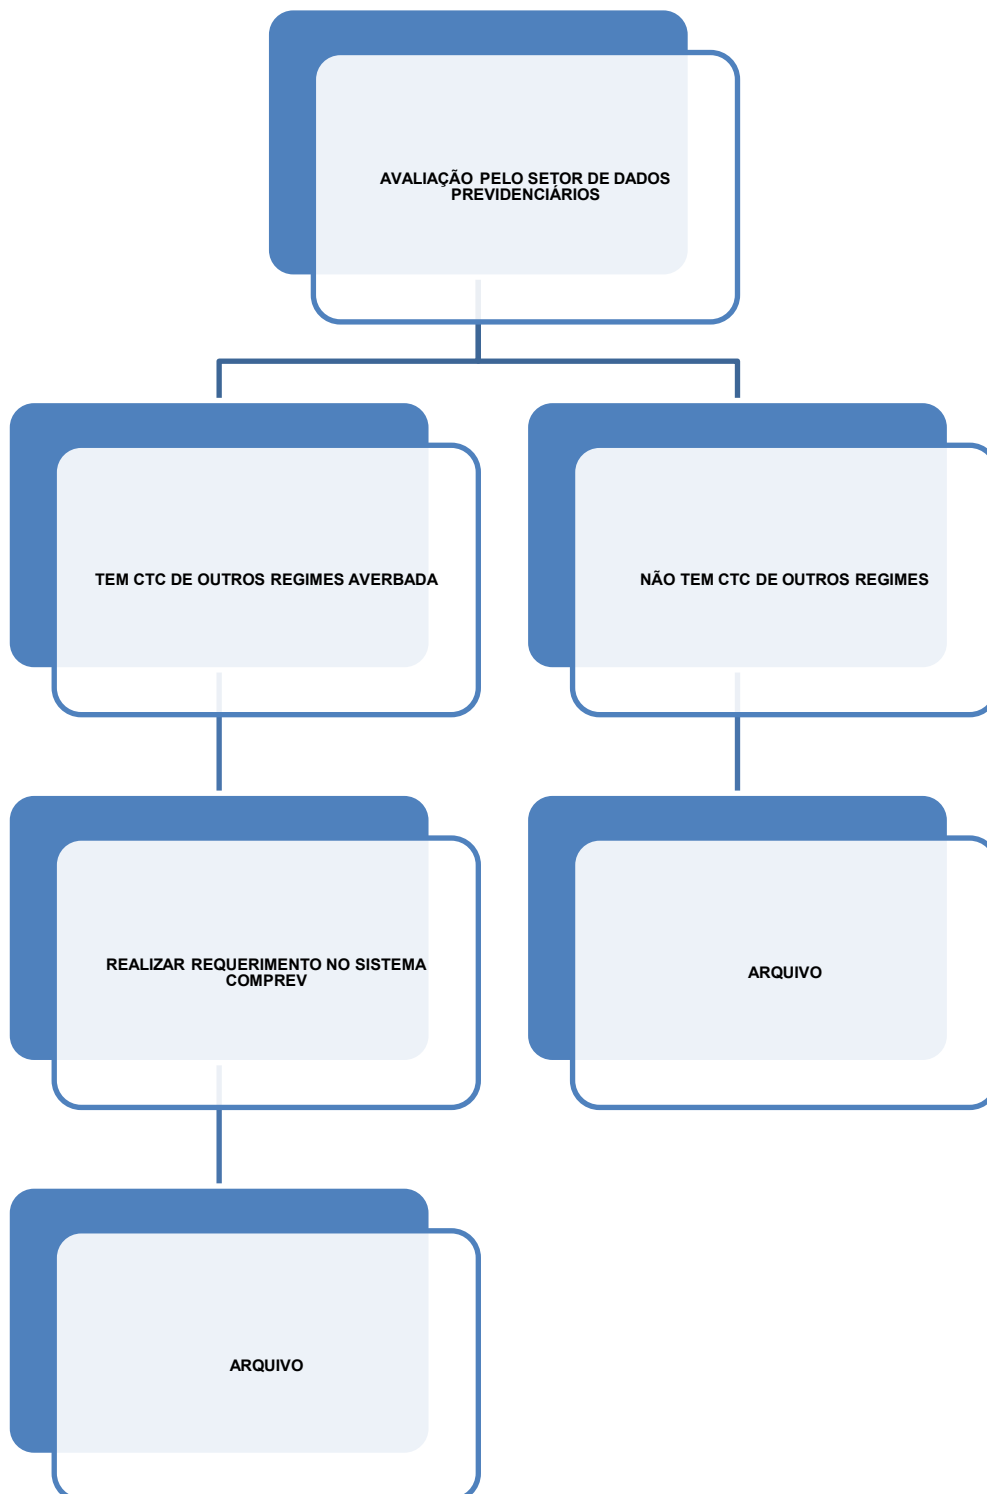 AVALIAÇÃO PELO SETOR DE DADOS
PREVIDENCIÁRIOS
TEM CTC DE OUTROS REGIMES AVERBADA
NÃO TEM CTC DE OUTROS REGIMES
REALIZAR REQUERIMENTO NO SISTEMA
COMPREV
ARQUIVO
ARQUIVO